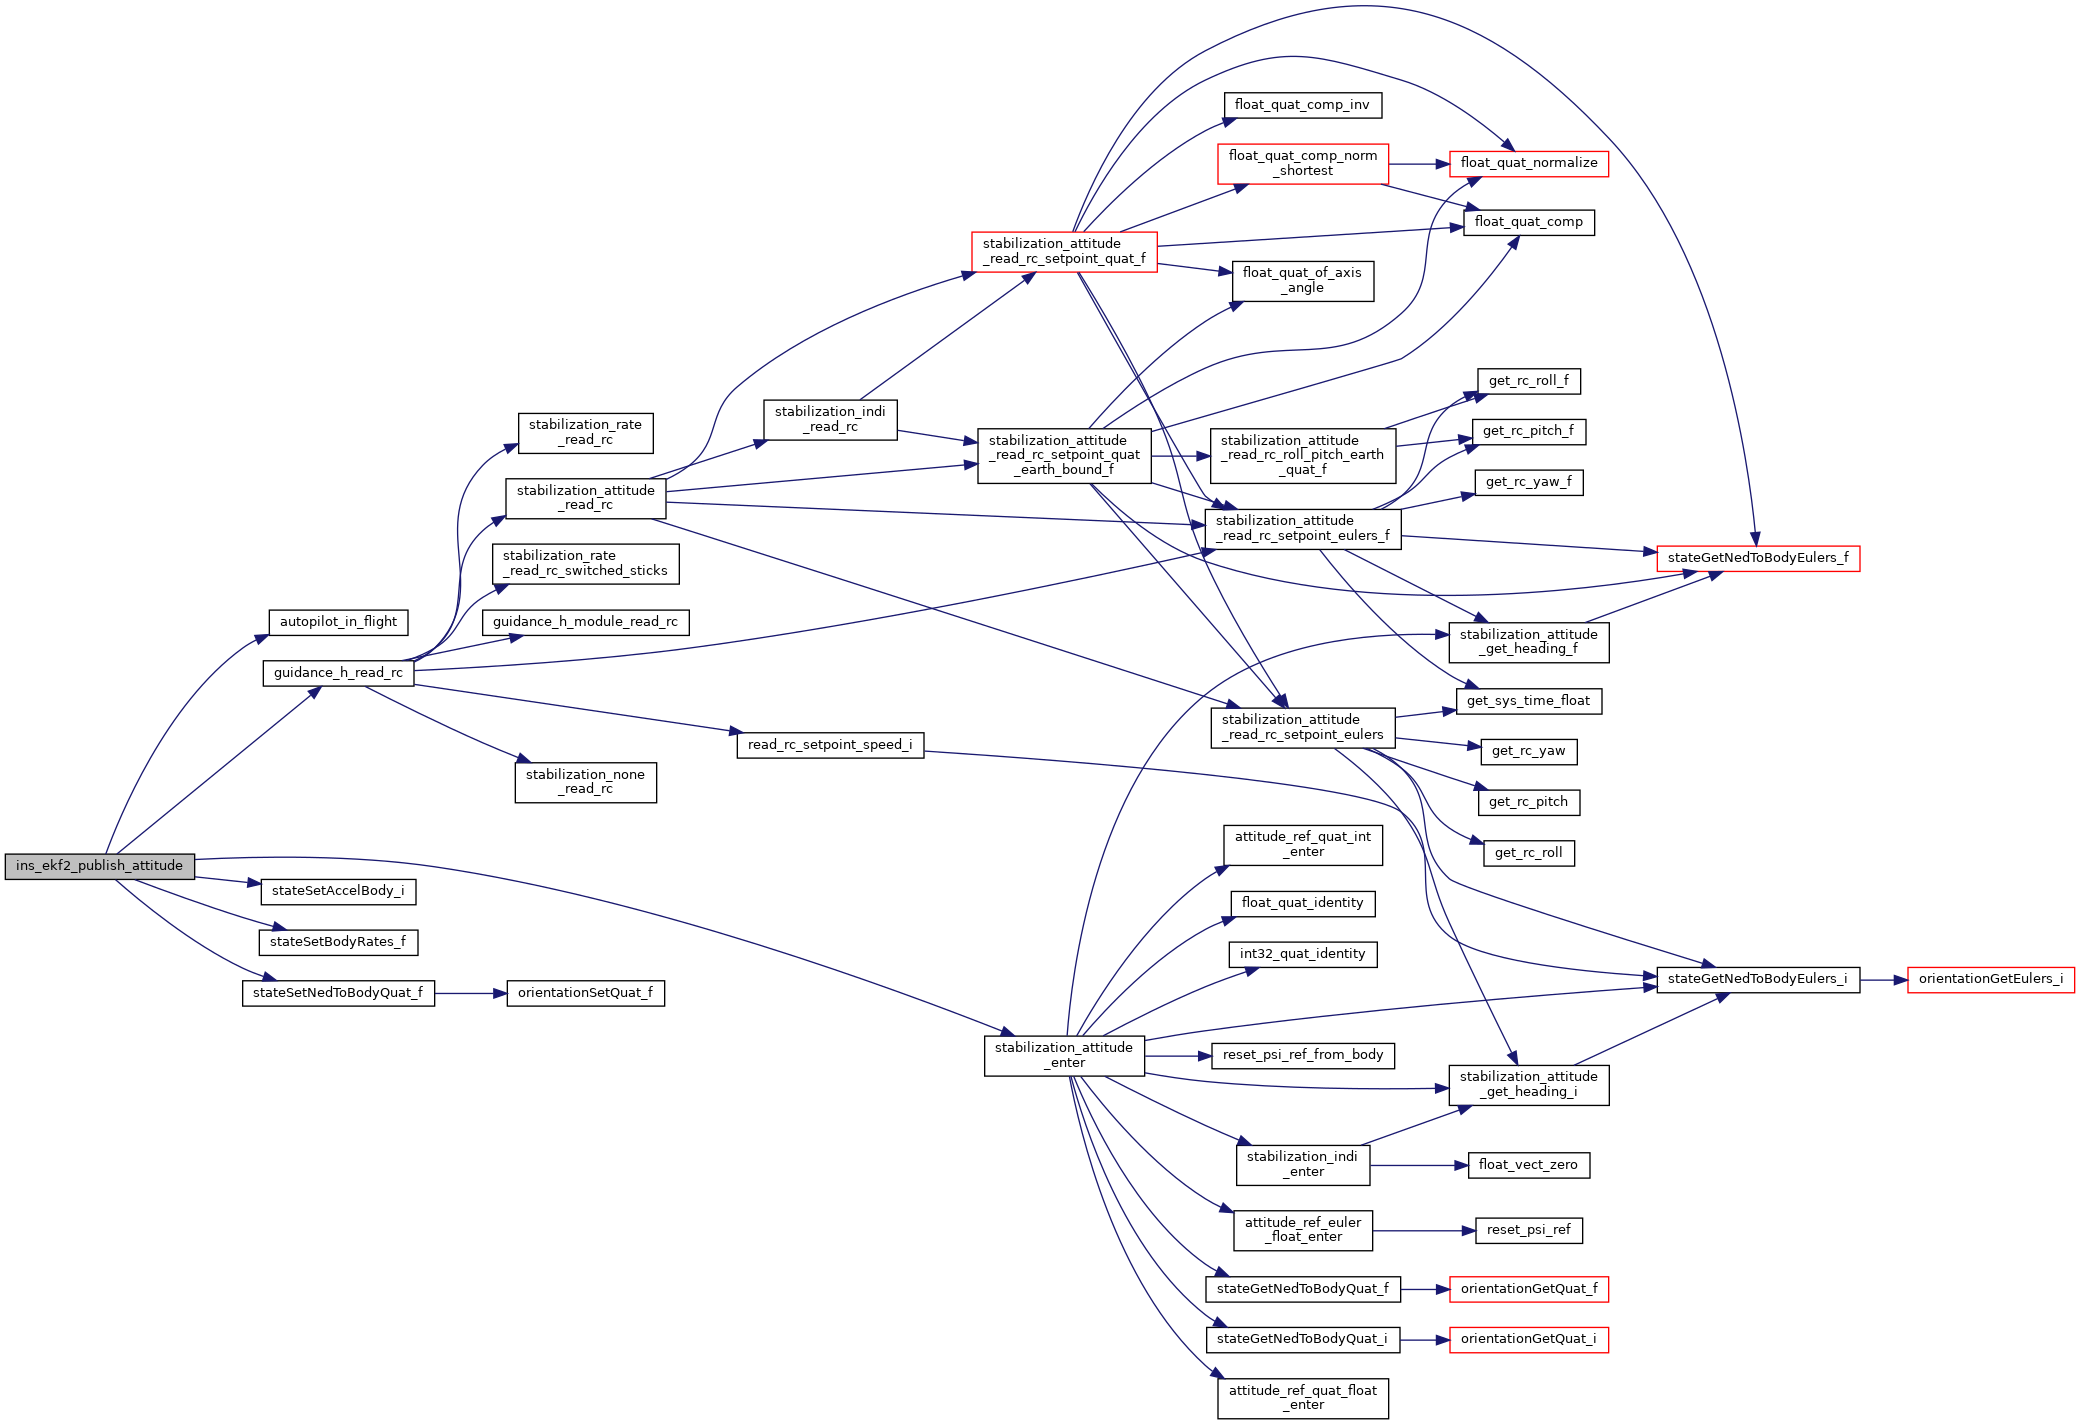 ins_ekf2_publish_attitude
autopilot_in_flight
guidance_h_read_rc
stateSetAccelBody_i
stateSetBodyRates_f
stateSetNedToBodyQuat_f
stabilization_rate
_read_rc
stabilization_attitude
_read_rc
stabilization_rate
_read_rc_switched_sticks
guidance_h_module_read_rc
stabilization_none
_read_rc
orientationSetQuat_f
stabilization_indi
_read_rc
read_rc_setpoint_speed_i
stabilization_attitude
_read_rc_setpoint_quat_f
stabilization_attitude
_read_rc_setpoint_quat
_earth_bound_f
stabilization_attitude
_enter
float_quat_comp_inv
float_quat_comp_norm
_shortest
float_quat_of_axis
_angle
stabilization_attitude
_read_rc_roll_pitch_earth
_quat_f
stabilization_attitude
_read_rc_setpoint_eulers_f
stabilization_attitude
_read_rc_setpoint_eulers
attitude_ref_quat_int
_enter
float_quat_identity
int32_quat_identity
reset_psi_ref_from_body
stabilization_indi
_enter
attitude_ref_euler
_float_enter
stateGetNedToBodyQuat_f
stateGetNedToBodyQuat_i
attitude_ref_quat_float
_enter
float_quat_normalize
float_quat_comp
get_rc_roll_f
get_rc_pitch_f
get_rc_yaw_f
stabilization_attitude
_get_heading_f
get_sys_time_float
get_rc_yaw
get_rc_pitch
get_rc_roll
stabilization_attitude
_get_heading_i
float_vect_zero
reset_psi_ref
orientationGetQuat_f
orientationGetQuat_i
stateGetNedToBodyEulers_f
stateGetNedToBodyEulers_i
orientationGetEulers_i